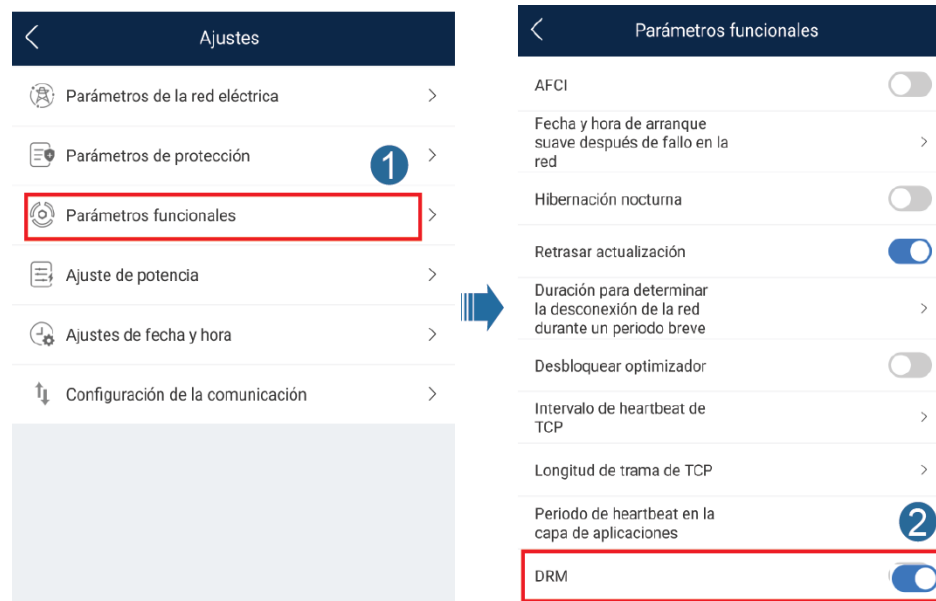 Ajustes
Parámetros de la red eléctrica
Parámetros de protección
1
Parámetros funcionales
Ajuste de potencia
Ajustes de fecha y hora
Configuración de la comunicación
Parámetros funcionales
AFCI
Fecha y hora de arranque
suave después de fallo en la
red
Hibernación nocturna
Retrasar actualización
Duración para determinar
la desconexión de la red
durante un periodo breve
Desbloquear optimizador
Intervalo de heartbeat de
TCP
Longitud de trama de TCP
Periodo de heartbeat en la
capa de aplicaciones
2
DRM